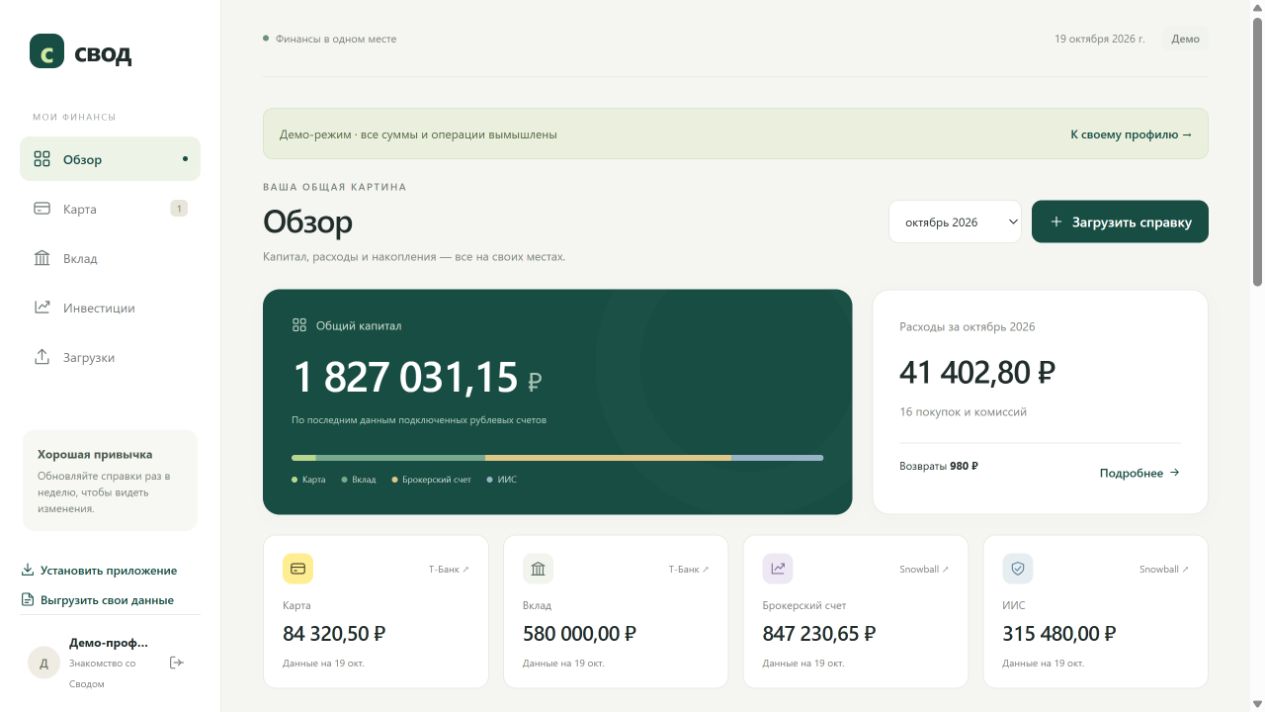 с свод
МОИ ФИНАНСЫ
Обзор
Карта 1
Вклад
Инвестиции
Загрузки
Хорошая привычка
Обновляйте справки раз в
неделю, чтобы видеть
изменения.
Установить приложение
Выгрузить свои данные
Д
Демо-проф...
Знакомство со
Сводом
Финансы в одном месте
19 октября 2026 г. Демо
Демо-режим · все суммы и операции вымышлены
К своему профилю →
ВАША ОБЩАЯ КАРТИНА
Обзор
Капитал, расходы и накопления — все на своих местах.
октябрь 2026
+ Загрузить справку
Общий капитал
1 827 031,15 ₽
По последним данным подключенных рублевых счетов
Карта Вклад Брокерский счет ИИС
Расходы за октябрь 2026
41 402,80 ₽
16 покупок и комиссий
Возвраты 980 ₽
Подробнее →
Т-Банк ↗
Карта
84 320,50 ₽
Данные на 19 окт.
Т-Банк ↗
Вклад
580 000,00 ₽
Данные на 19 окт.
Snowball ↗
Брокерский счет
847 230,65 ₽
Данные на 19 окт.
Snowball ↗
ИИС
315 480,00 ₽
Данные на 19 окт.